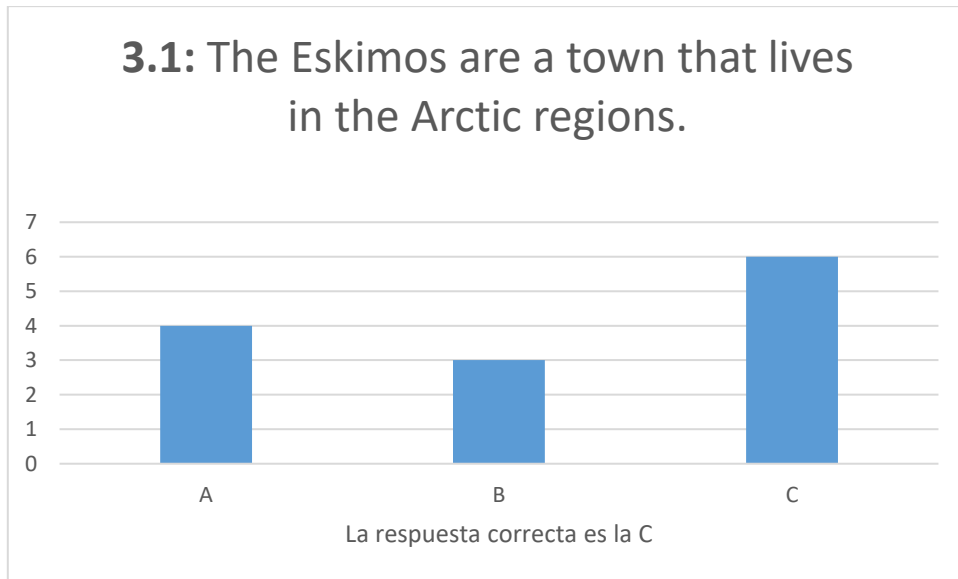 3.1: The Eskimos are a town that lives
in the Arctic regions.
7
6
5
4
3
2
1
0
A B C
La respuesta correcta es la C